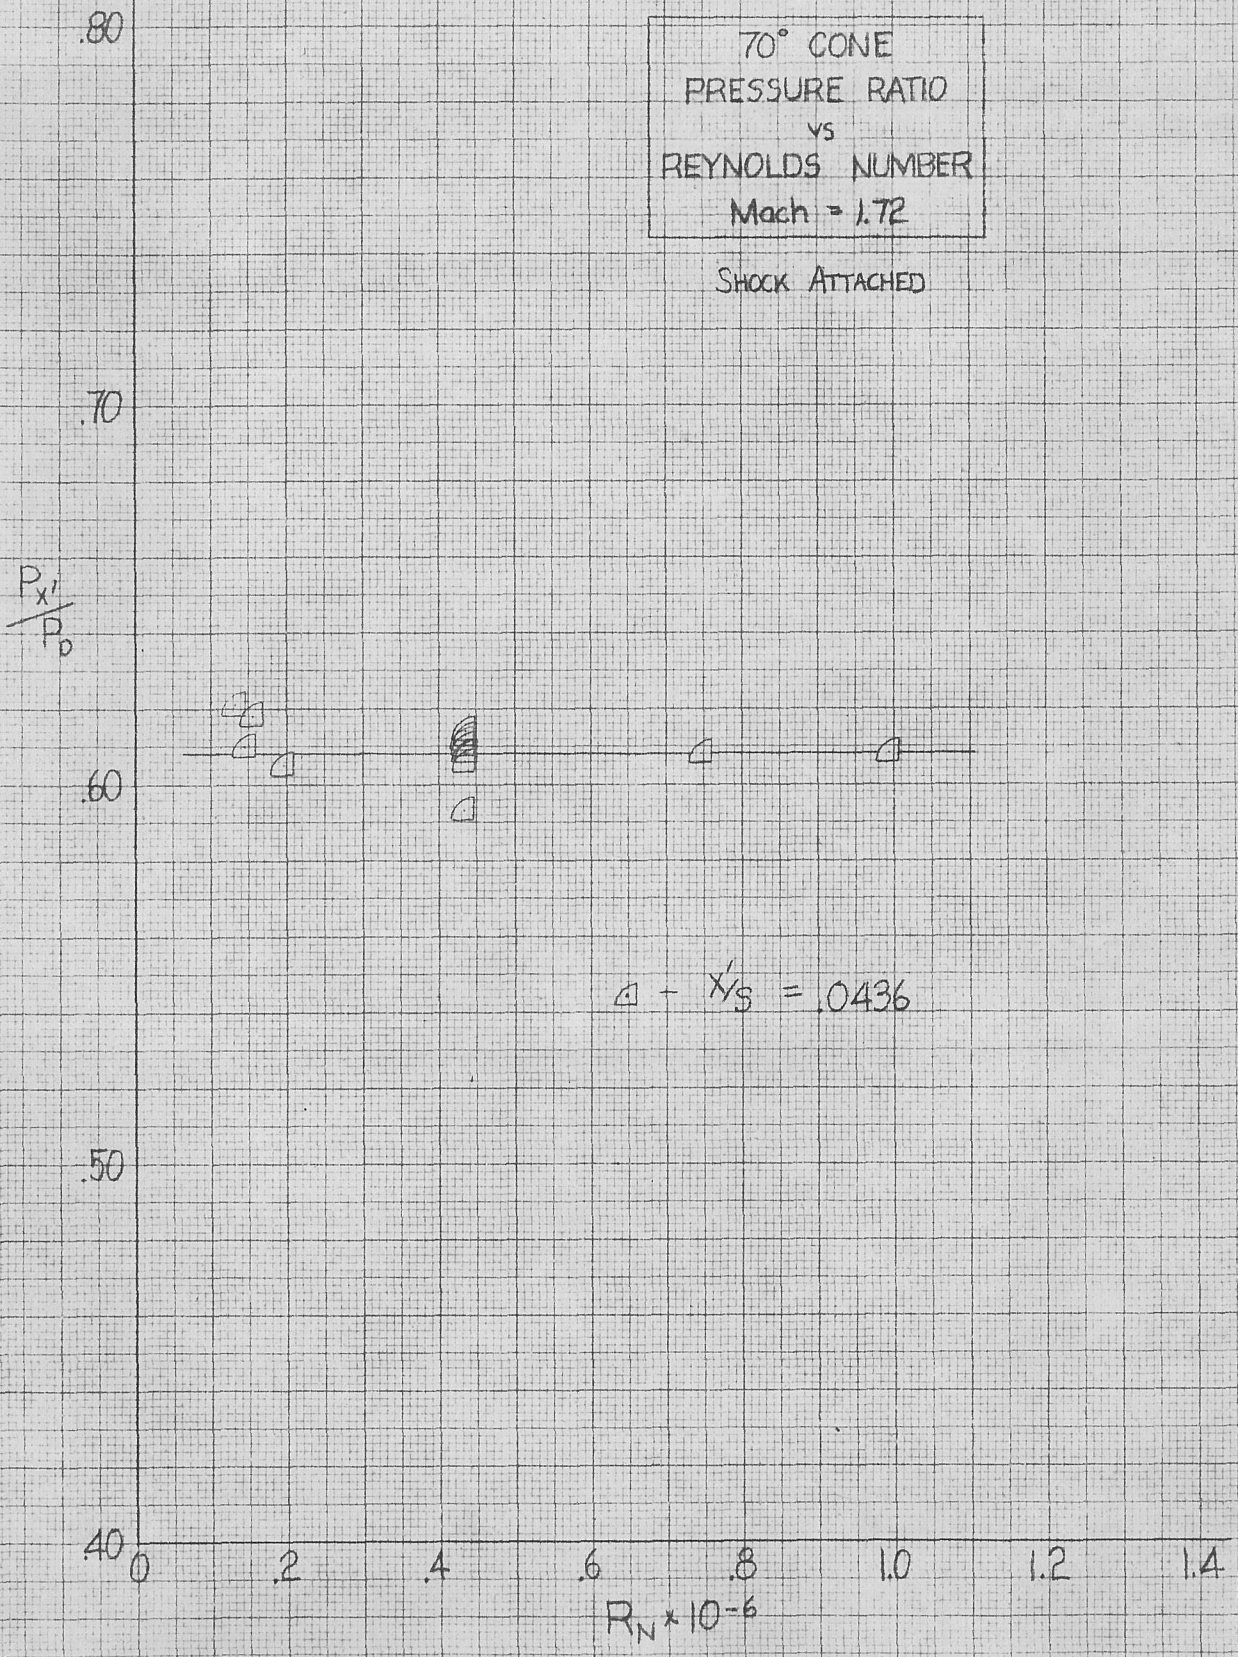 .80
70° CONE
PRESSURE RATIO
vs
REYNOLDS NUMBER
Mach = 1.72
SHOCK ATTACHED
.70
Px'/Po
.60
- x'/s = .0436
.50
.40
0 .2 .4 .6 .8 1.0 1.2 1.4
RN x 10-6